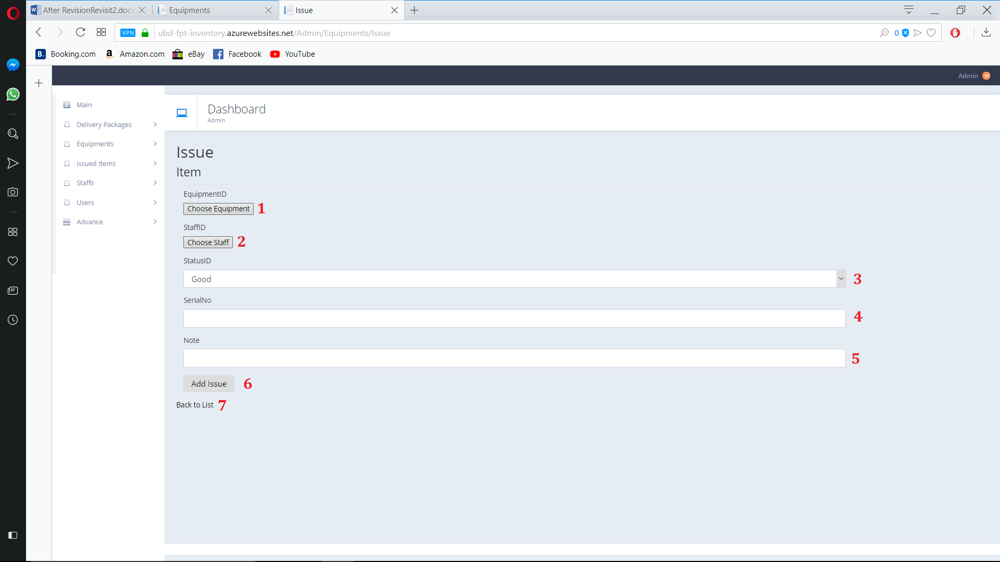 After RevisionRevisit2.docx
Equipments
Issue
VPN
ubd-fpt-inventory.azurewebsites.net/Admin/Equipments/Issue
0
B. Booking.com
a Amazon.com
eBay
Facebook
YouTube
Admin
Main
Delivery Packages
Equipments
Issued Items
Staffs
Users
Advance
Dashboard
Admin
Issue
Item
EquipmentID
Choose Equipment 1
StaffID
Choose Staff 2
StatusID
Good 3
SerialNo
4
Note
5
Add Issue 6
Back to List 7